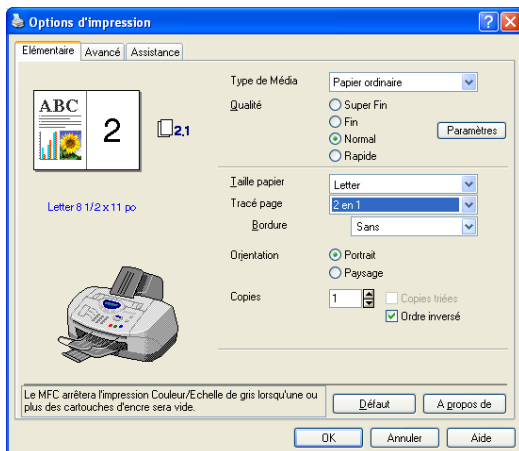 Options d'impression
Elémentaire Avancé Assistance
ABC
2
2,1
Letter 8 1/2 x 11 po
Type de Média Papier ordinaire
Qualité Super Fin
Fin
Normal
Rapide
Paramètres
Taille papier Letter
Tracé page 2 en 1
Bordure Sans
Orientation Portrait
Paysage
Copies 1 Copies triées
Ordre inversé
Le MFC arrêtera l'impression Couleur/Echelle de gris lorsqu'une ou
plus des cartouches d'encre sera vide.
Défaut A propos de
OK Annuler Aide